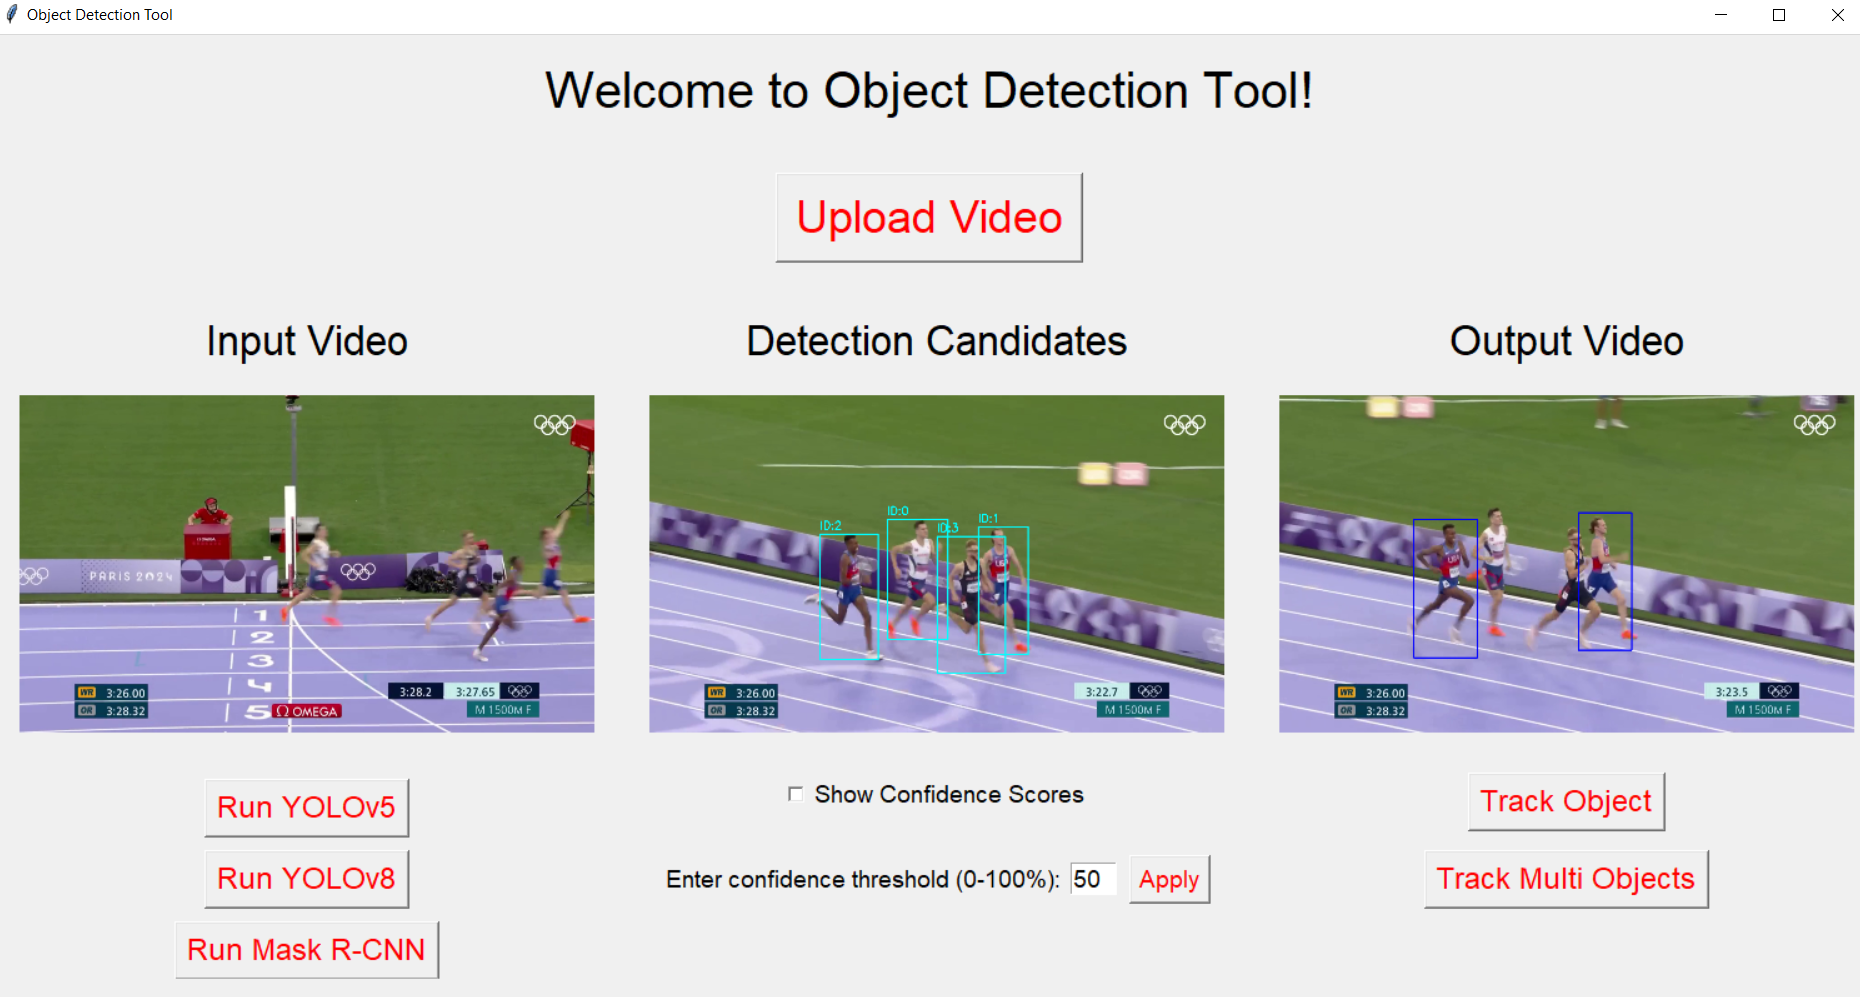 Object Detection Tool
Welcome to Object Detection Tool!
Upload Video
Input Video
PARIS 2024
1
2
3
4
5
WR 3:26.00
OR 3:28.32
3:28.2 3:27.65
M 1500M F
Ω OMEGA
Run YOLOv5
Run YOLOv8
Run Mask R-CNN
Detection Candidates
ID:2
ID:0
ID:3
ID:1
WR 3:26.00
OR 3:28.32
3:22.7
M 1500M F
Show Confidence Scores
Enter confidence threshold (0-100%): 50 Apply
Output Video
USA
WR 3:26.00
OR 3:28.32
3:23.5
M 1500M F
Track Object
Track Multi Objects